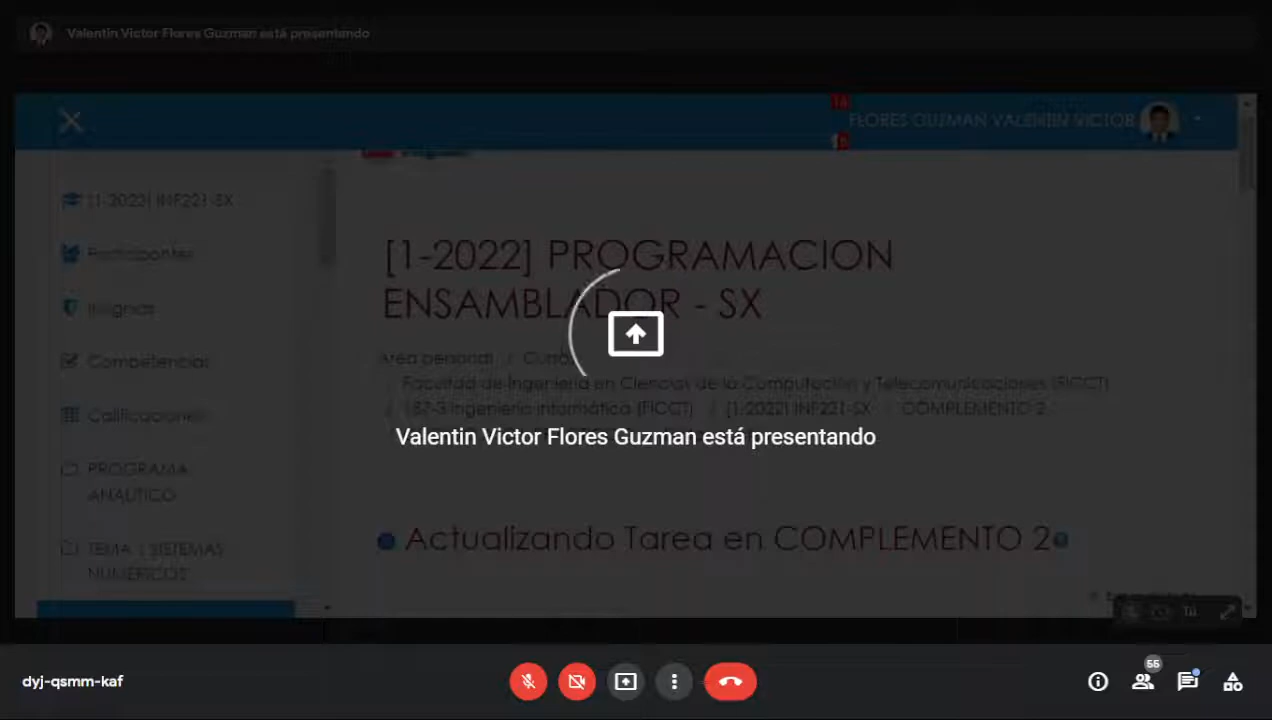 Valentin Victor Flores Guzman está presentando
FLORES GUZMAN VALENTIN VICTOR
[1-2022] INF221-SX
Participantes
Insignias
Competencias
Calificaciones
PROGRAMA
ANALITICO
TEMA 1 SISTEMAS
NUMERICOS
[1-2022] PROGRAMACION
ENSAMBLADOR - SX
Área personal /
Facultad de Ingeniería en Ciencias de la Computación y Telecomunicaciones (FICCT)
/ 187-3 Ingeniería Informática (FICCT) / [1-2022] INF221-SX / COMPLEMENTO 2
Valentin Victor Flores Guzman está presentando
Actualizando Tarea en COMPLEMENTO 2
Tú
dyj-qsmm-kaf
55